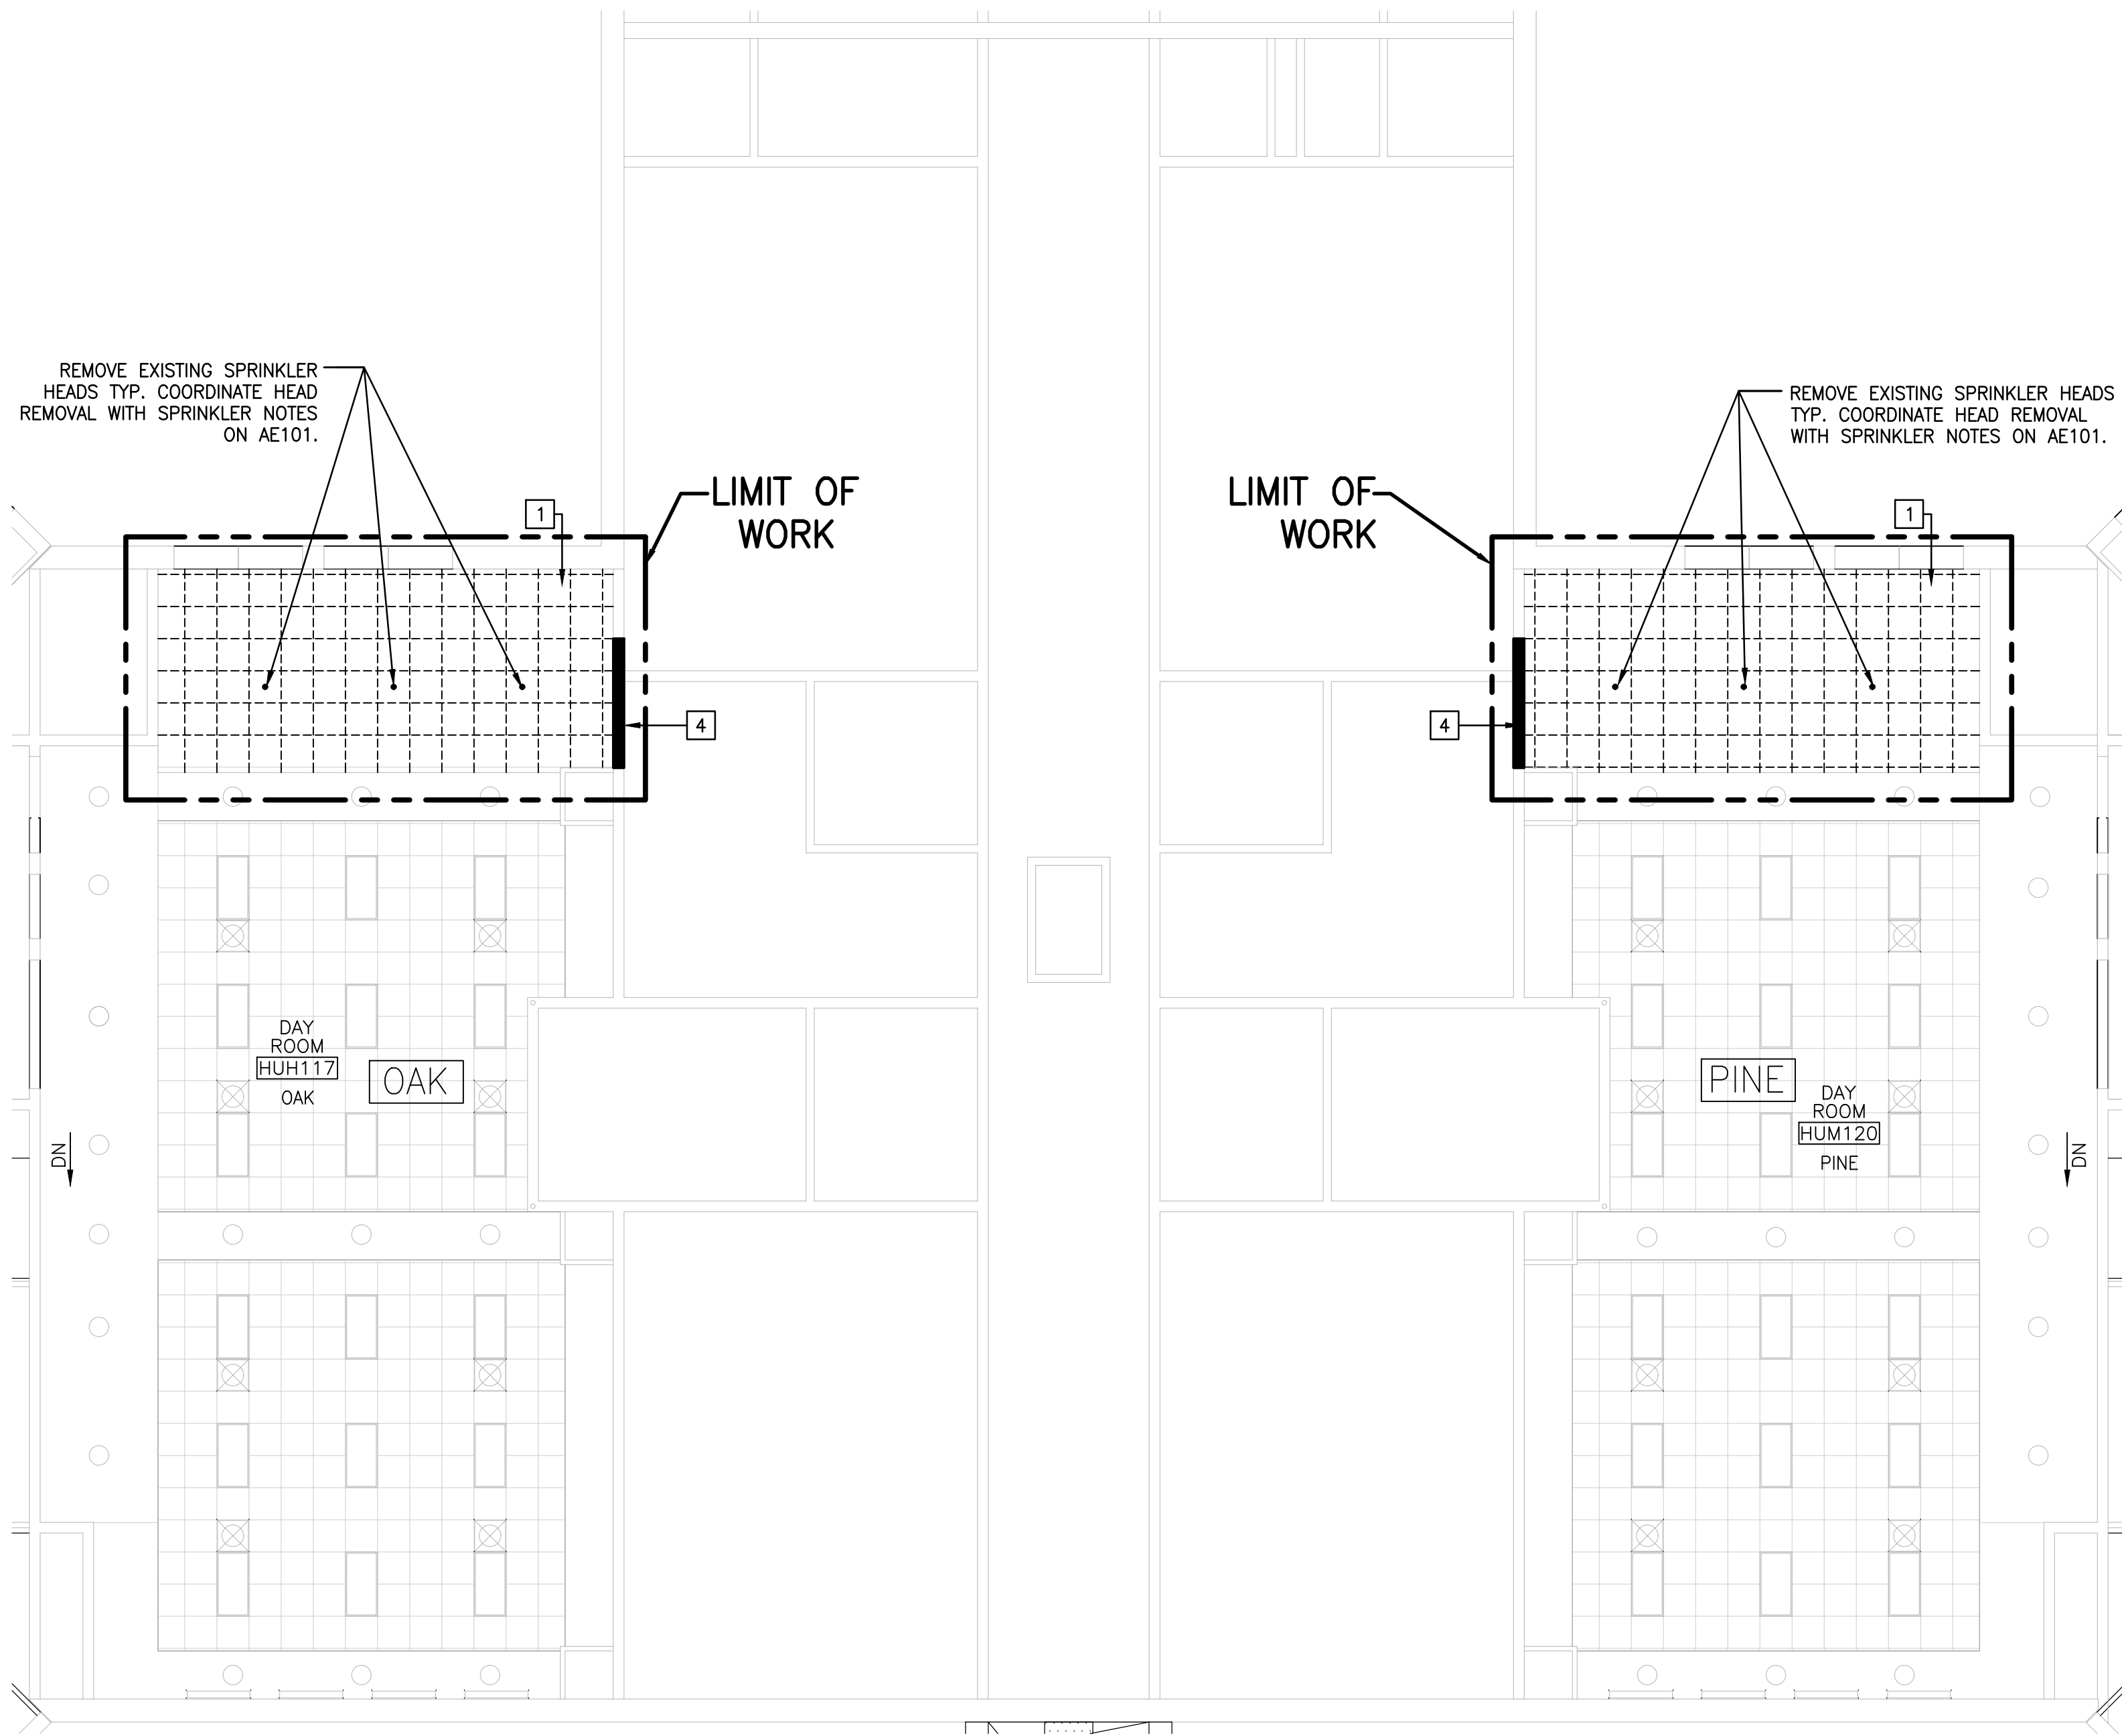 REMOVE EXISTING SPRINKLER
HEADS TYP. COORDINATE HEAD
REMOVAL WITH SPRINKLER NOTES
ON AE101.
REMOVE EXISTING SPRINKLER HEADS
TYP. COORDINATE HEAD REMOVAL
WITH SPRINKLER NOTES ON AE101.
LIMIT OF
WORK
LIMIT OF
WORK
1
1
4
4
DAY
ROOM
HUH117
OAK
OAK
PINE
DAY
ROOM
HUM120
PINE
DN
DN